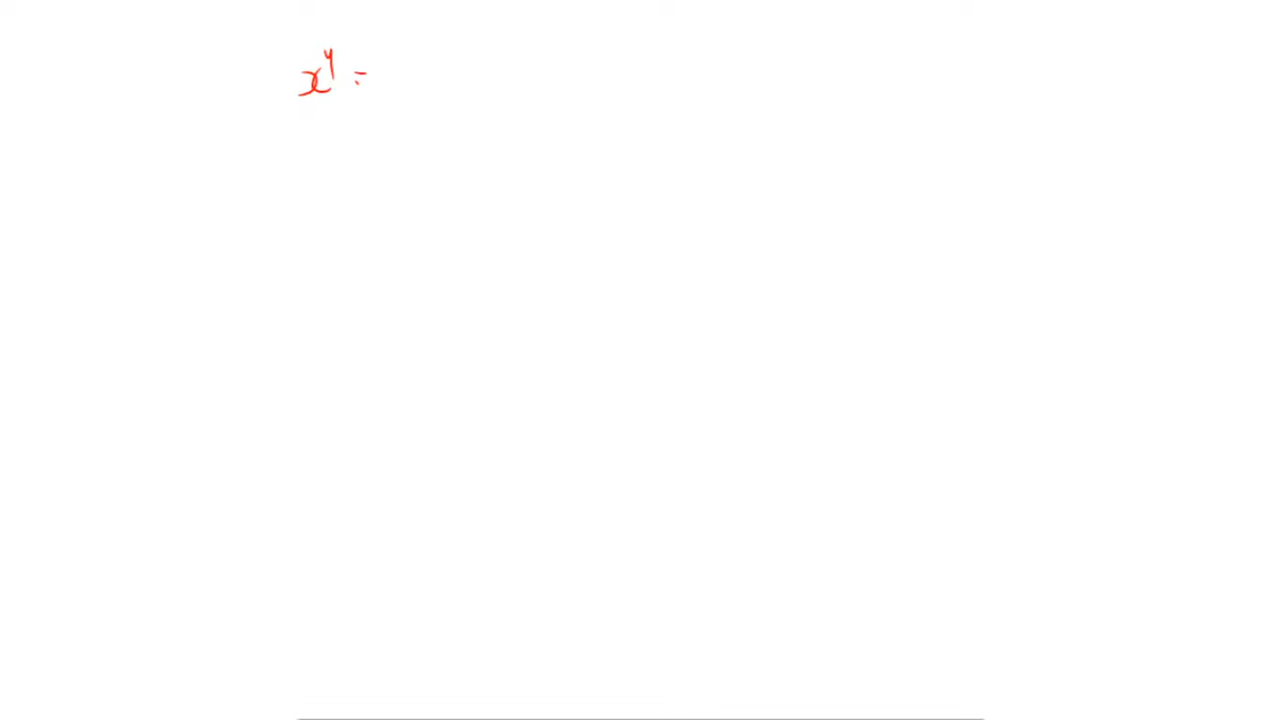 x^y =